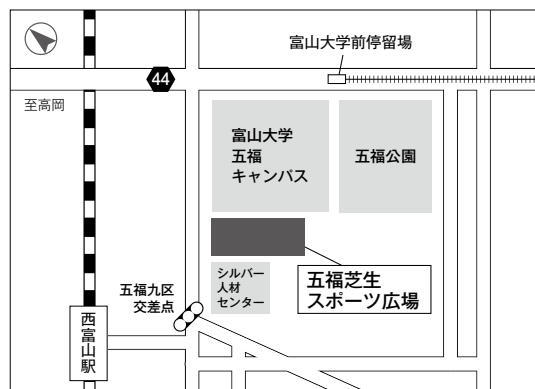 富山大学前停留場
44
至高岡
富山大学
五福
キャンパス
五福公園
シルバー
人材
センター
五福芝生
スポーツ広場
五福九区
交差点
西富山駅